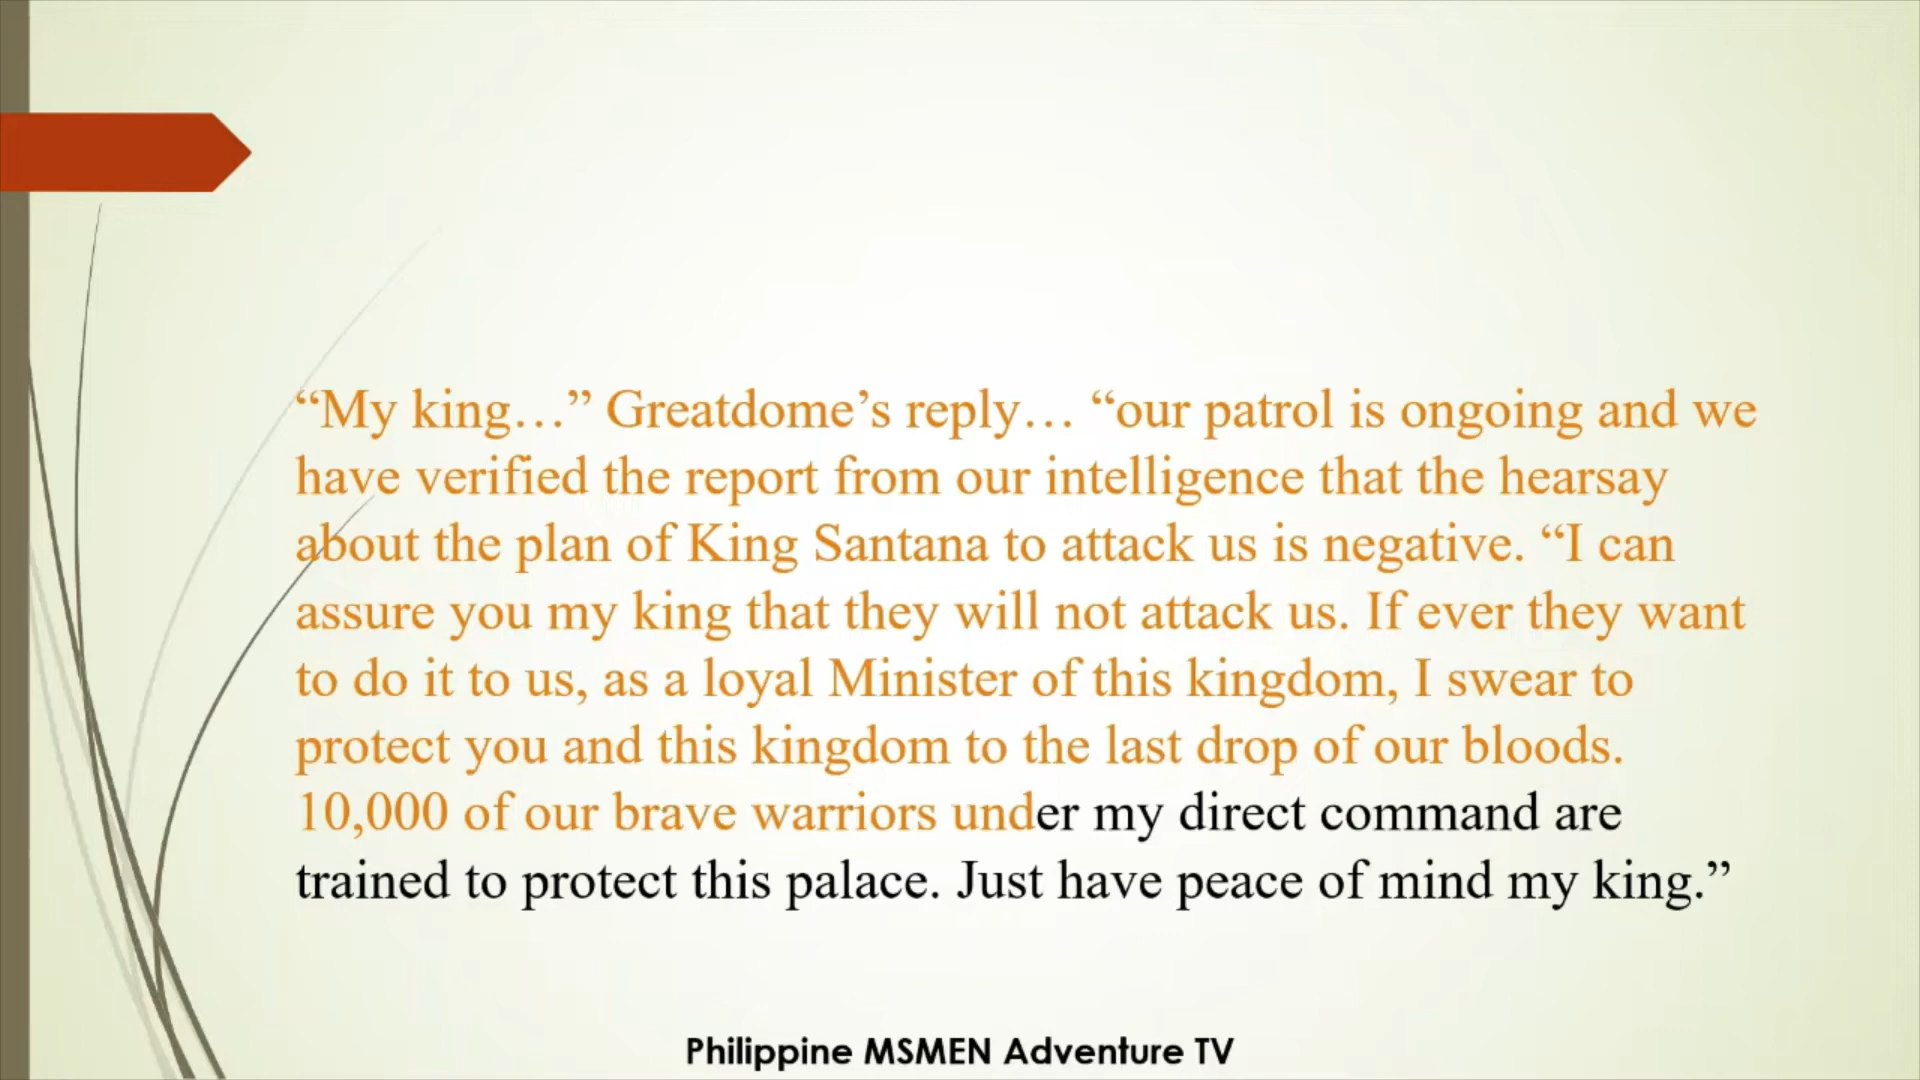 “My king…” Greatdome’s reply… “our patrol is ongoing and we
have verified the report from our intelligence that the hearsay
about the plan of King Santana to attack us is negative. “I can
assure you my king that they will not attack us. If ever they want
to do it to us, as a loyal Minister of this kingdom, I swear to
protect you and this kingdom to the last drop of our bloods.
10,000 of our brave warriors under my direct command are
trained to protect this palace. Just have peace of mind my king.”
Philippine MSMEN Adventure TV